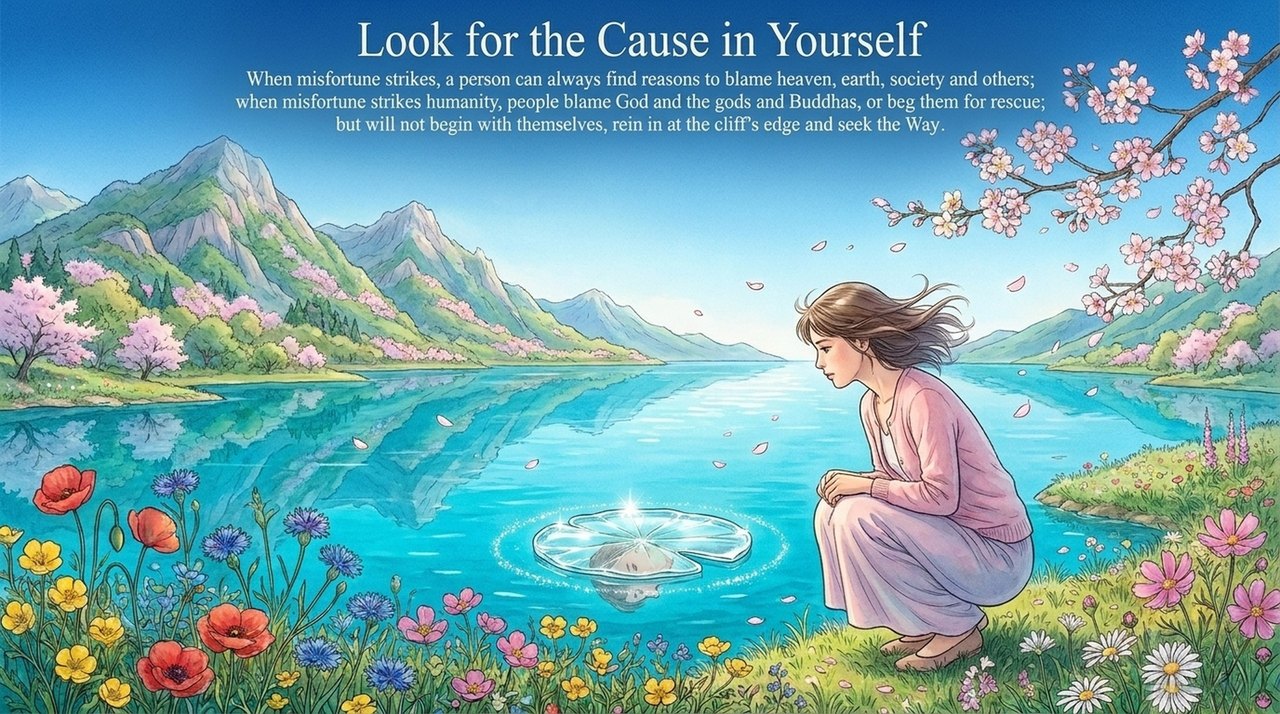 Look for the Cause in Yourself
When misfortune strikes, a person can always find reasons to blame heaven, earth, society and others;
when misfortune strikes humanity, people blame God and the gods and Buddhas, or beg them for rescue;
but will not begin with themselves, rein in at the cliff's edge and seek the Way.